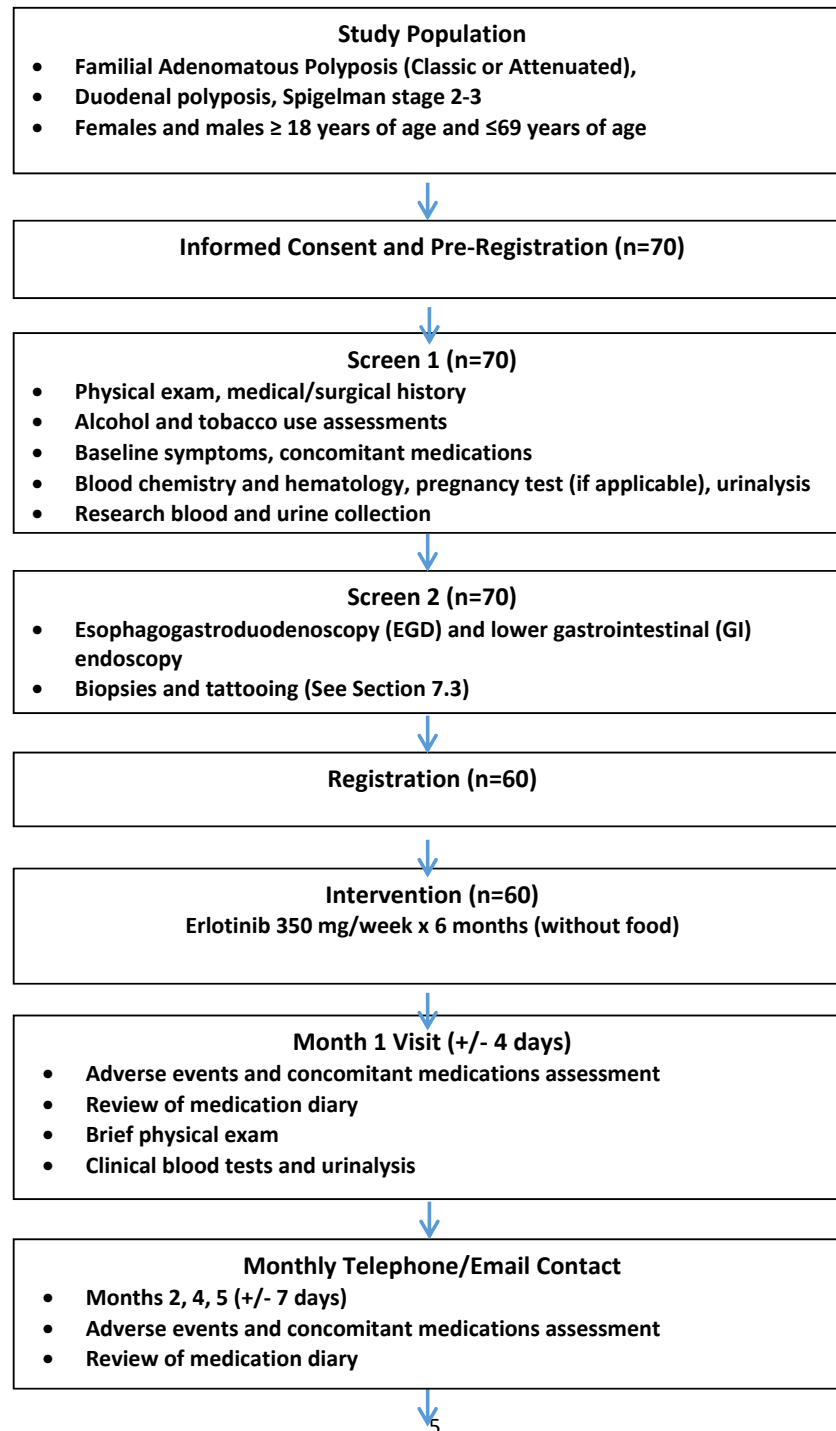 Study Population
• Familial Adenomatous Polyposis (Classic or Attenuated),
• Duodenal polyposis, Spigelman stage 2-3
• Females and males ≥ 18 years of age and ≤69 years of age
Informed Consent and Pre-Registration (n=70)
Screen 1 (n=70)
• Physical exam, medical/surgical history
• Alcohol and tobacco use assessments
• Baseline symptoms, concomitant medications
• Blood chemistry and hematology, pregnancy test (if applicable), urinalysis
• Research blood and urine collection
Screen 2 (n=70)
• Esophagogastroduodenoscopy (EGD) and lower gastrointestinal (GI)
endoscopy
• Biopsies and tattooing (See Section 7.3)
Registration (n=60)
Intervention (n=60)
Erlotinib 350 mg/week x 6 months (without food)
Month 1 Visit (+/- 4 days)
• Adverse events and concomitant medications assessment
• Review of medication diary
• Brief physical exam
• Clinical blood tests and urinalysis
Monthly Telephone/Email Contact
• Months 2, 4, 5 (+/- 7 days)
• Adverse events and concomitant medications assessment
• Review of medication diary
5